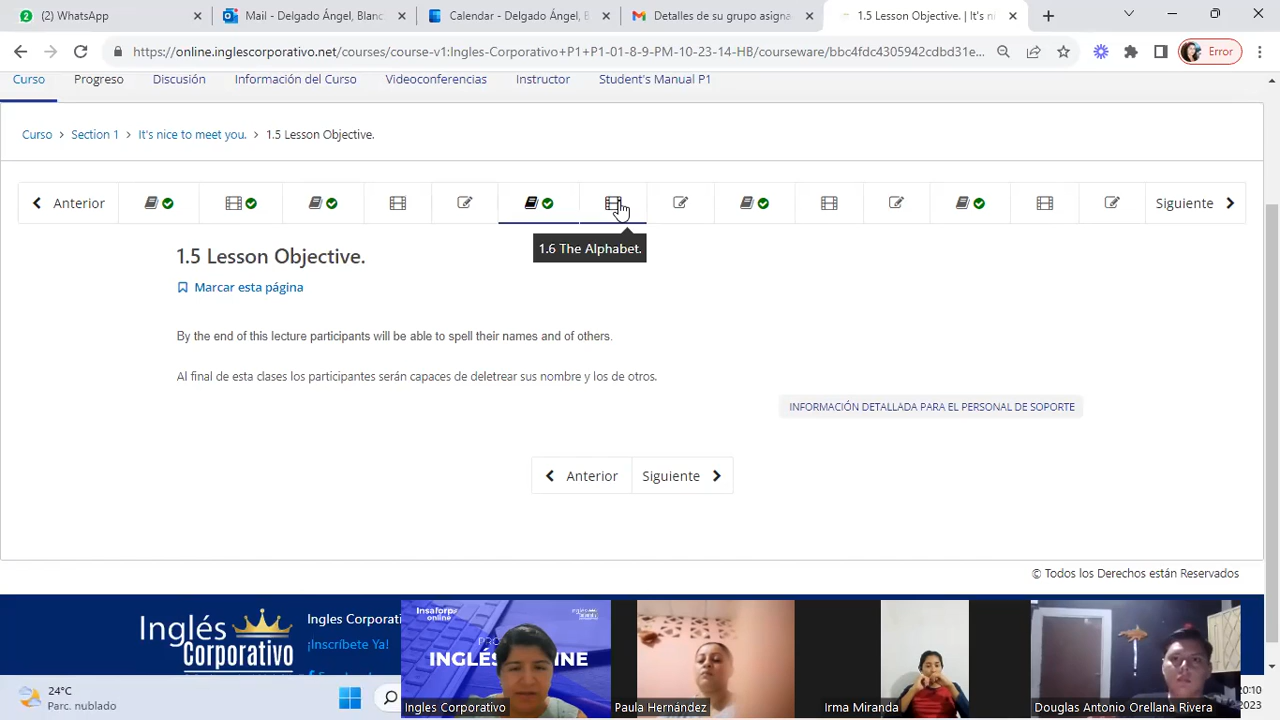 (2) WhatsApp
Mail - Delgado Ángel, Blanc
Calendar - Delgado Ángel, B
Detalles de su grupo asigna
1.5 Lesson Objective. | It's ni
https://online.inglescorporativo.net/courses/course-v1:Ingles-Corporativo+P1+P1-01-8-9-PM-10-23-14-HB/courseware/bbc4fdc4305942cdbd31e...
Error
Curso
Progreso
Discusión
Información del Curso
Videoconferencias
Instructor
Student's Manual P1
Curso > Section 1 > It's nice to meet you. > 1.5 Lesson Objective.
Anterior
Siguiente
1.6 The Alphabet.
1.5 Lesson Objective.
Marcar esta página
By the end of this lecture participants will be able to spell their names and of others.
Al final de esta clases los participantes serán capaces de deletrear sus nombre y los de otros.
INFORMACIÓN DETALLADA PARA EL PERSONAL DE SOPORTE
Anterior
Siguiente
© Todos los Derechos están Reservados
Inglés
Corporativo
Ingles Corporat
¡Inscríbete Ya!
Insaforp
online
PRO
INGLÉS
INE
Ingles Corporativo
Paula Hernández
Irma Miranda
Douglas Antonio Orellana Rivera
24°C
Parc. nublado
20:10
2023